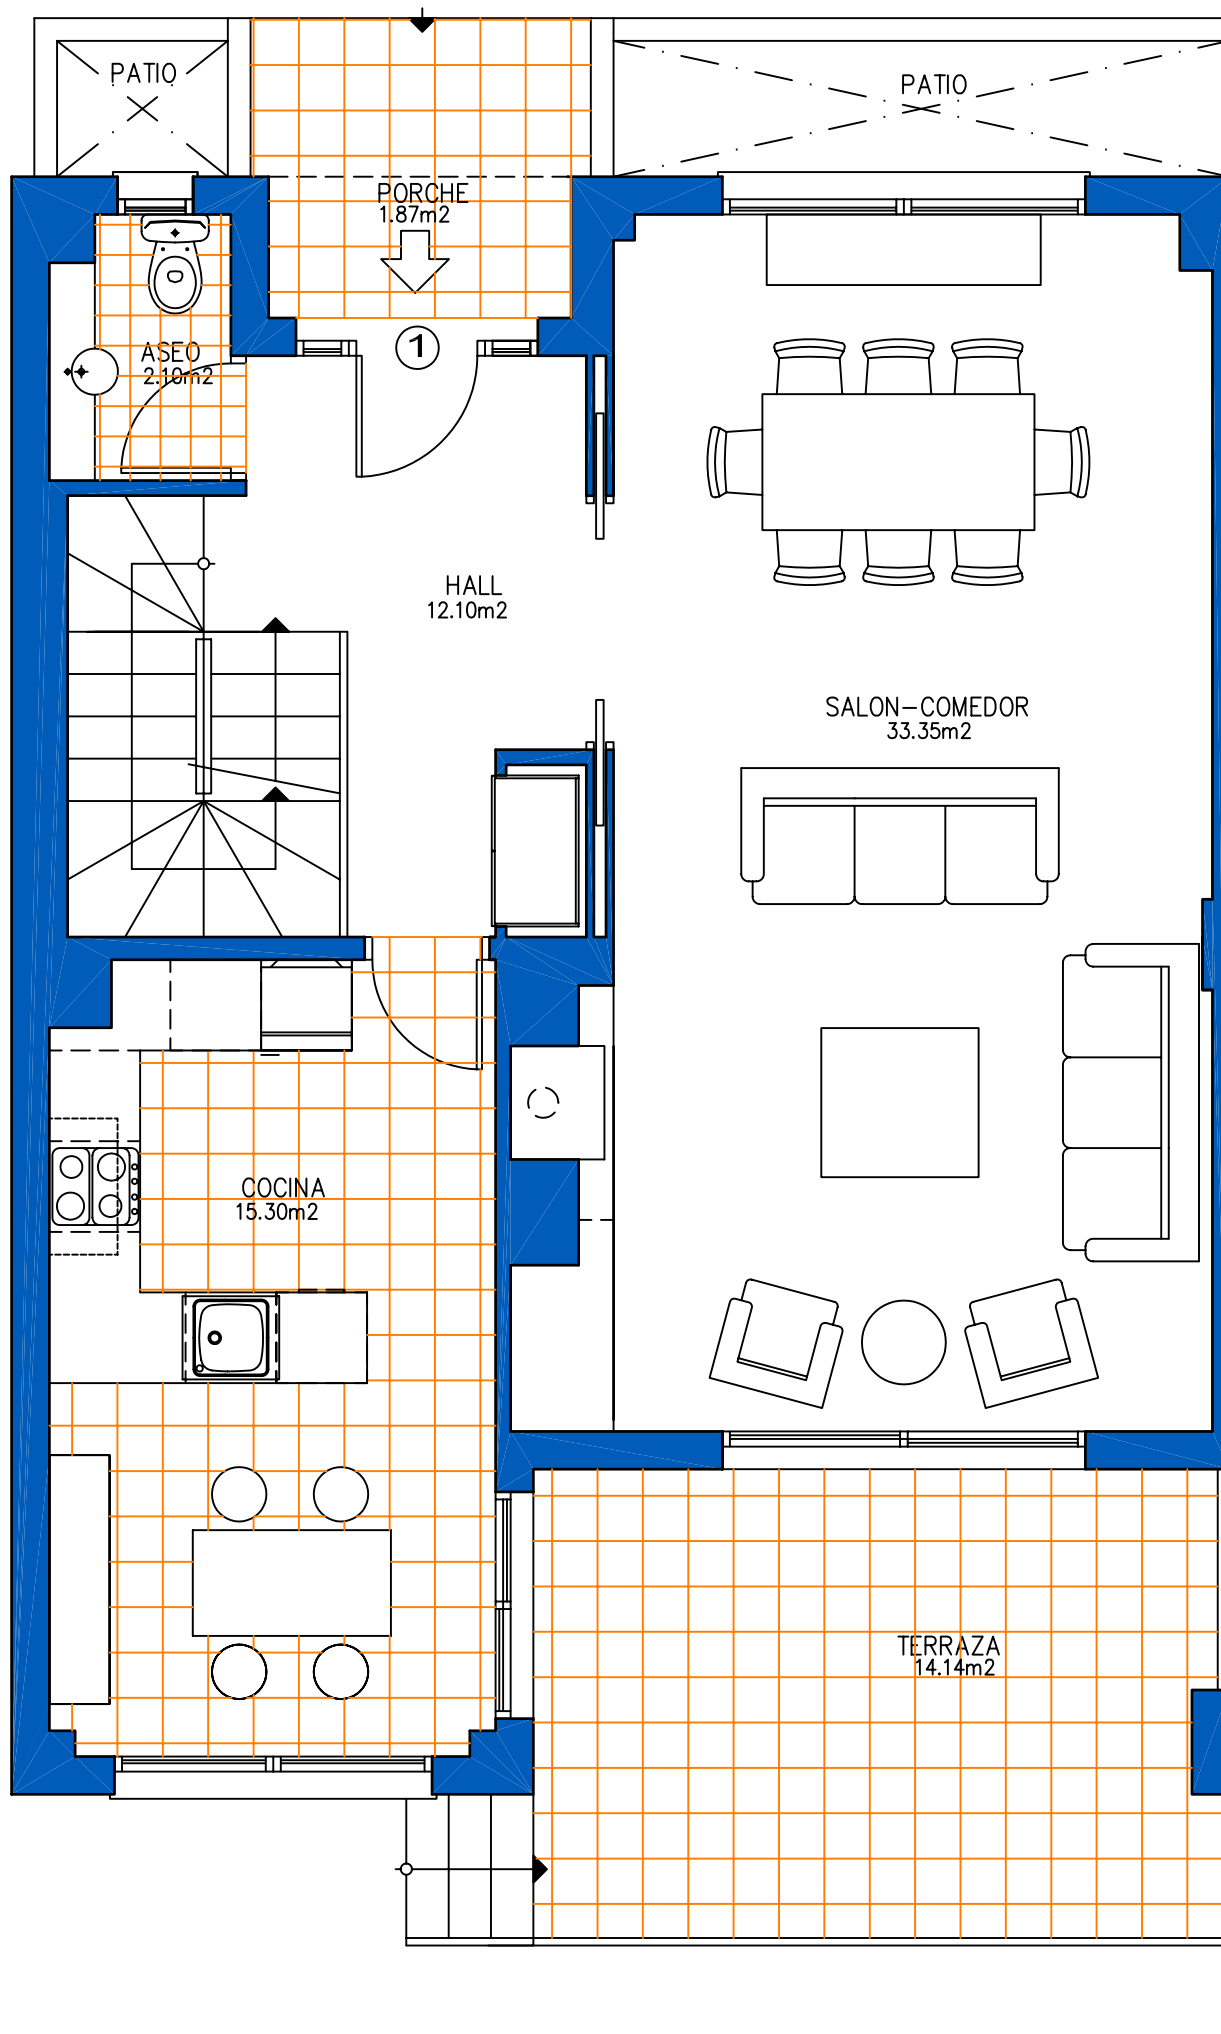 PATIO
PATIO
PORCHE
1.87m2
1
ASEO
2.10m2
HALL
12.10m2
SALON-COMEDOR
33.35m2
COCINA
15.30m2
TERRAZA
14.14m2